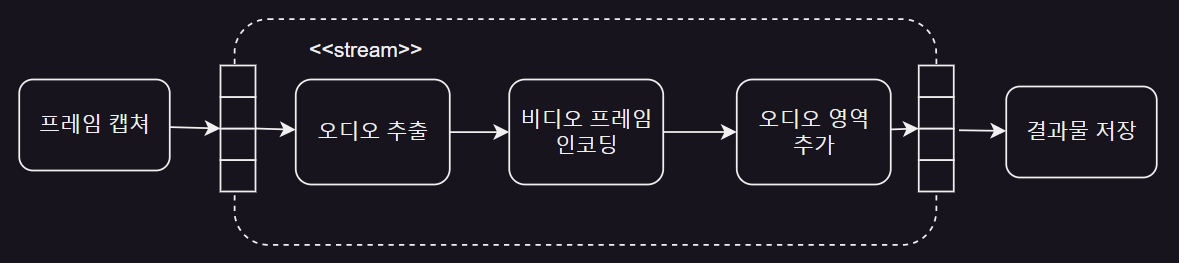 <<stream>>
프레임 캡쳐
오디오 추출
비디오 프레임
인코딩
오디오 영역
추가
결과물 저장